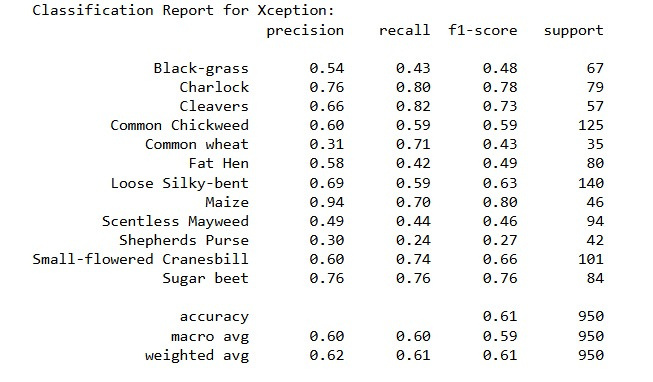 Classification Report for Xception:
precision recall f1-score support
Black-grass 0.54 0.43 0.48 67
Charlock 0.76 0.80 0.78 79
Cleavers 0.66 0.82 0.73 57
Common Chickweed 0.60 0.59 0.59 125
Common wheat 0.31 0.71 0.43 35
Fat Hen 0.58 0.42 0.49 80
Loose Silky-bent 0.69 0.59 0.63 140
Maize 0.94 0.70 0.80 46
Scentless Mayweed 0.49 0.44 0.46 94
Shepherds Purse 0.30 0.24 0.27 42
Small-flowered Cranesbill 0.60 0.74 0.66 101
Sugar beet 0.76 0.76 0.76 84
accuracy 0.61 950
macro avg 0.60 0.60 0.59 950
weighted avg 0.62 0.61 0.61 950